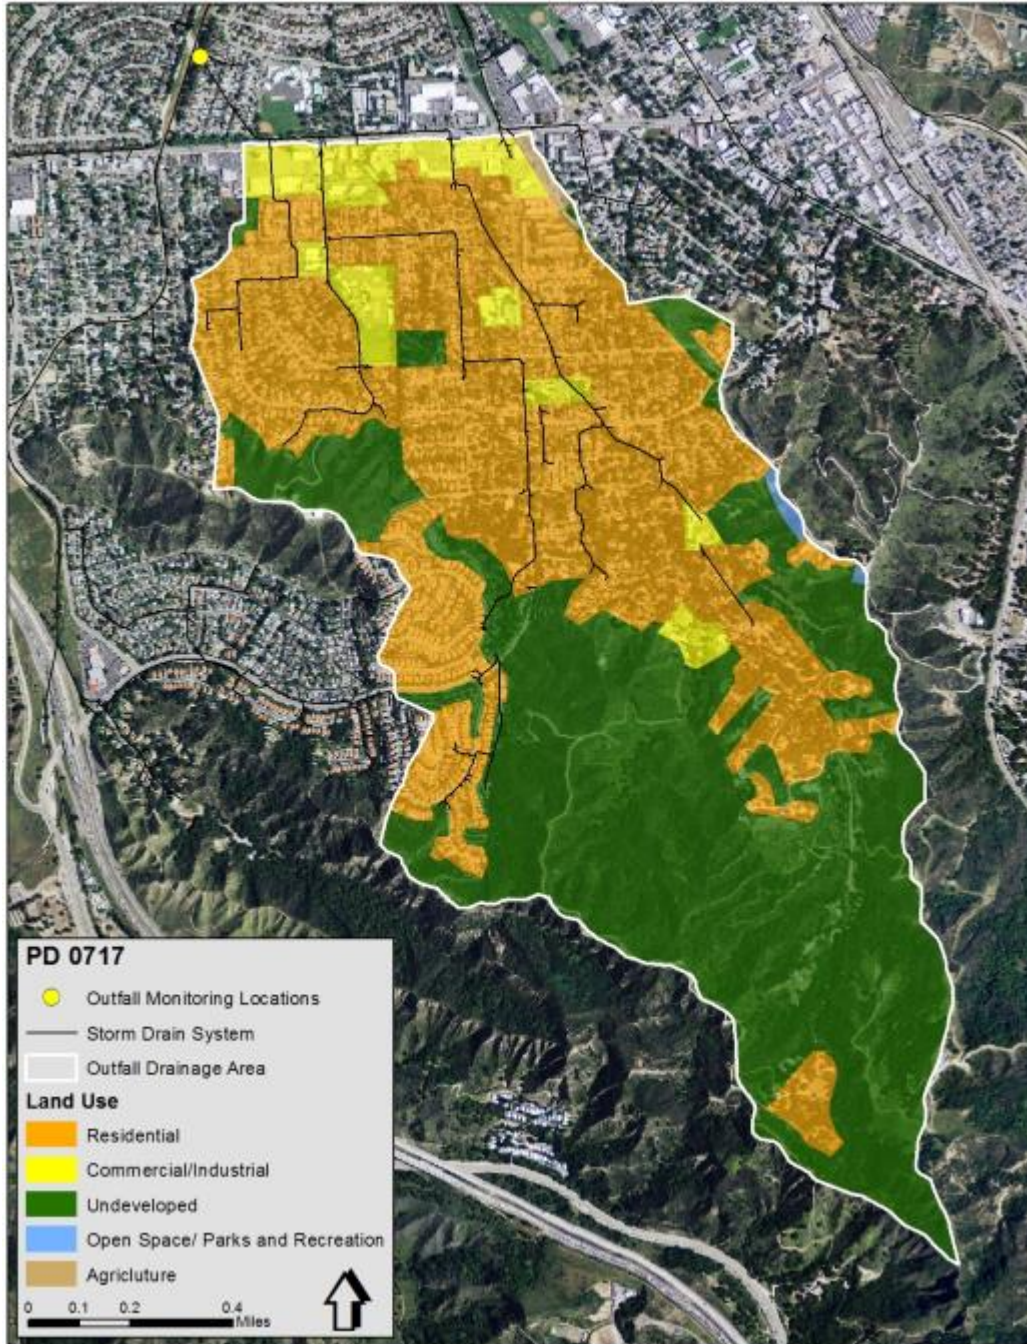 PD 0717
Outfall Monitoring Locations
Storm Drain System
Outfall Drainage Area
Land Use
Residential
Commercial/Industrial
Undeveloped
Open Space/ Parks and Recreation
Agricluture
0 0.1 0.2 0.4
Miles